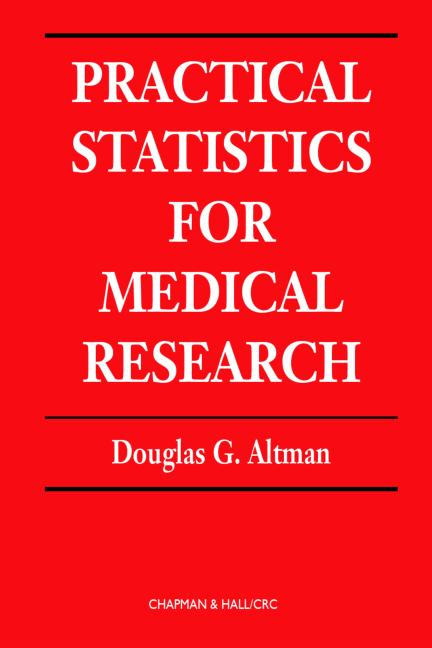 PRACTICAL
STATISTICS
FOR
MEDICAL
RESEARCH
Douglas G. Altman
CHAPMAN & HALL/CRC